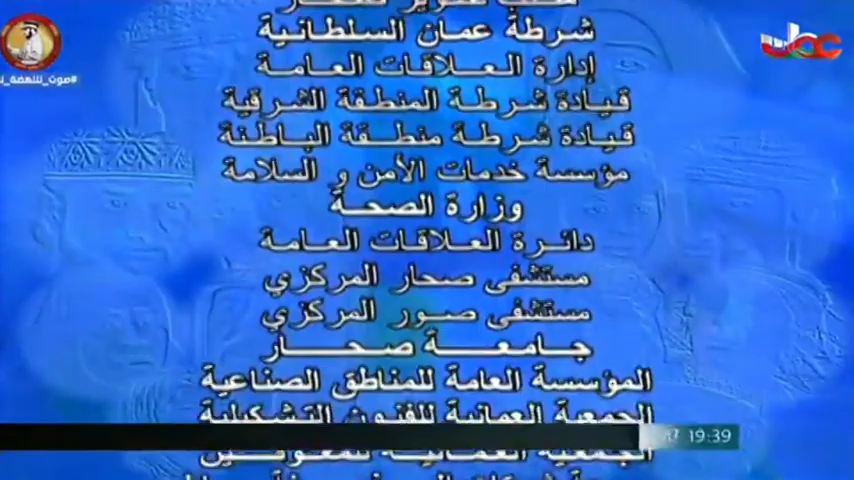 شرطة عمان السلطانية
إدارة العلاقات العامة
قيادة شرطة المنطقة الشرقية
قيادة شرطة منطقة الباطنة
مؤسسة خدمات الأمن و السلامة
وزارة الصحة
دائرة العلاقات العامة
مستشفى صحار المركزي
مستشفى صور المركزي
جامعة صحار
المؤسسة العامة للمناطق الصناعية
الجمعية العمانية للفنون التشكيلية
19:39